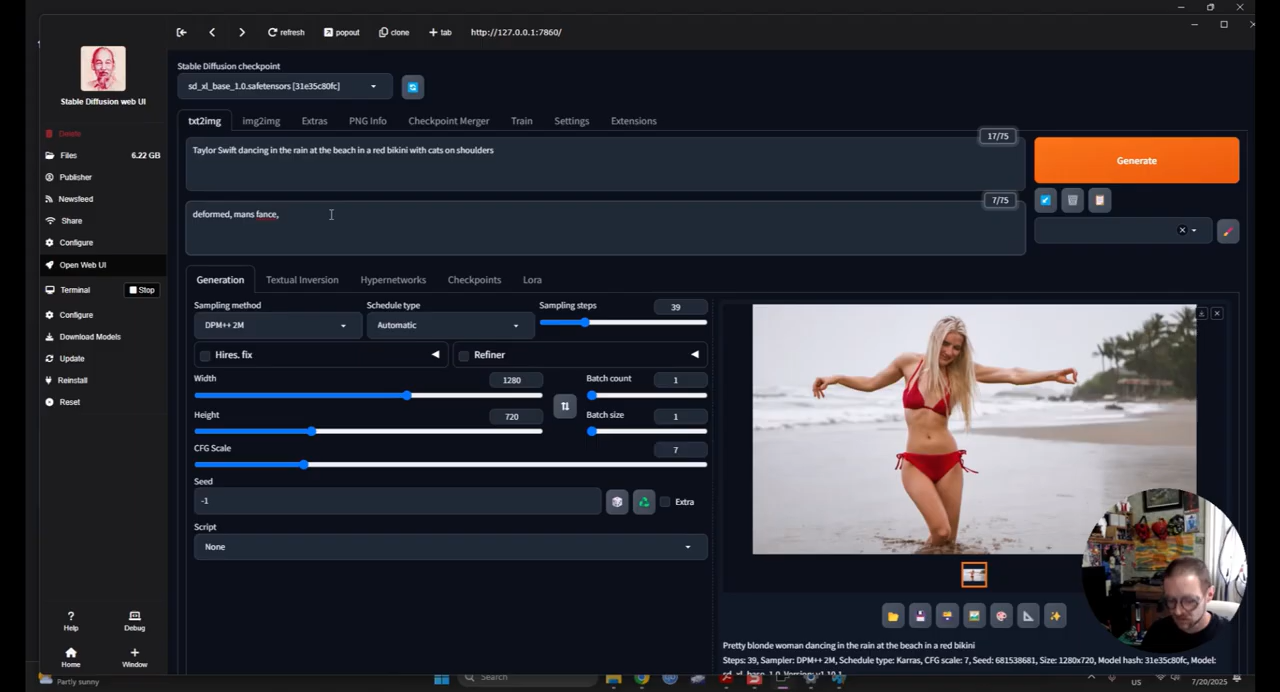 refresh
popout
clone
tab
http://127.0.0.1:7860/
Stable Diffusion web UI
Delete
Files 6.22 GB
Publisher
Newsfeed
Share
Configure
Open Web UI
Terminal
Stop
Configure
Download Models
Update
Reinstall
Reset
Help
Debug
Home
Window
Stable Diffusion checkpoint
sd_xl_base_1.0.safetensors [31e35c80fc]
txt2img img2img Extras PNG Info Checkpoint Merger Train Settings Extensions
17/75
Taylor Swift dancing in the rain at the beach in a red bikini with cats on shoulders
Generate
7/75
deformed, mans fance,
Generation Textual Inversion Hypernetworks Checkpoints Lora
Sampling method
DPM++ 2M
Schedule type
Automatic
Sampling steps
39
Hires. fix
Refiner
Width
1280
Batch count
1
Height
720
Batch size
1
CFG Scale
7
Seed
-1
Extra
Script
None
Pretty blonde woman dancing in the rain at the beach in a red bikini
Steps: 39, Sampler: DPM++ 2M, Schedule type: Karras, CFG scale: 7, Seed: 681538681, Size: 1280x720, Model hash: 31e35c80fc, Model:
Partly sunny
Search
US
7/20/2025